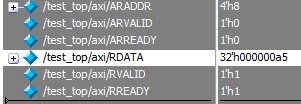 /test_top/axi/ARADDR 4'h8
/test_top/axi/ARVALID 1'h0
/test_top/axi/ARREADY 1'h0
/test_top/axi/RDATA 32'h000000a5
/test_top/axi/RVALID 1'h1
/test_top/axi/RREADY 1'h1